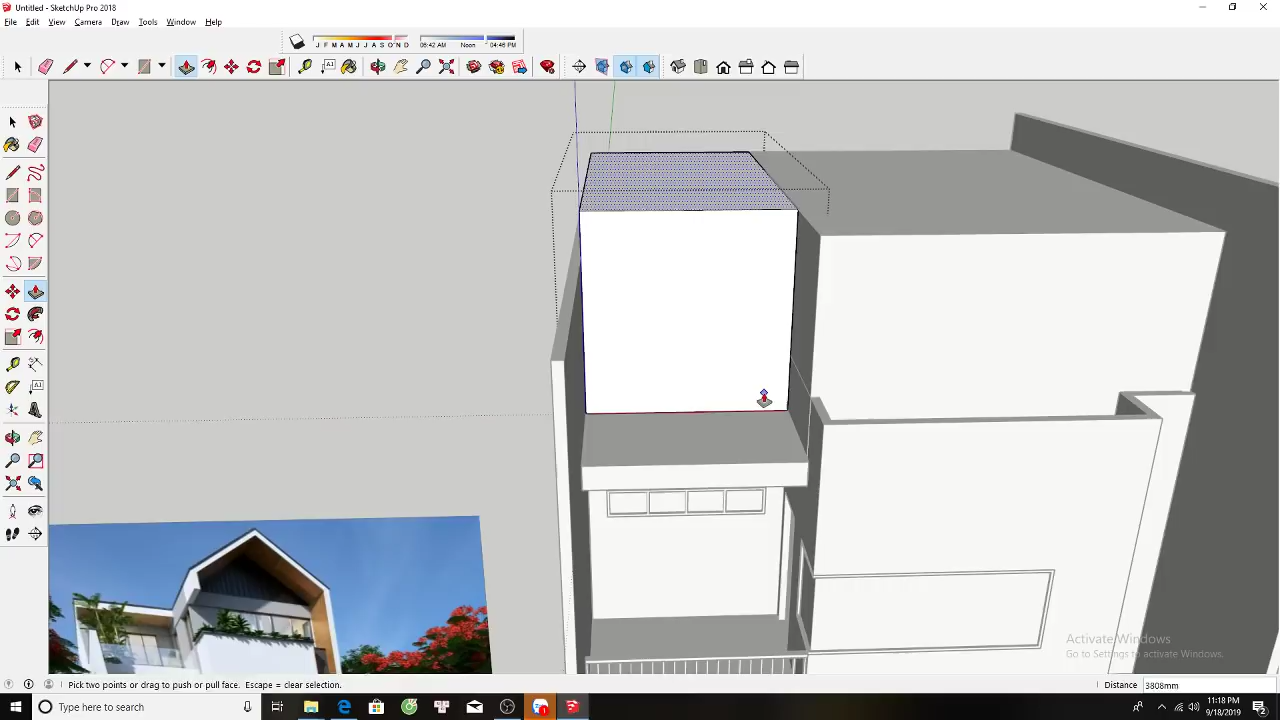 Untitled - SketchUp Pro 2018
File Edit View Camera Draw Tools Window Help
J F M A M J J A S O N D
06:42 AM Noon 04:46 PM
Activate Windows
Go to Settings to activate Windows.
Pick two points or drag to push or pull face. Escape = clear selection.
Distance 3808mm
Type here to search
11:18 PM
9/18/2019